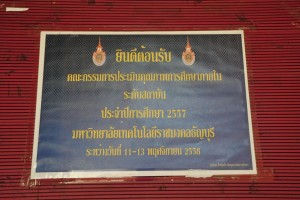 ยินดีต้อนรับ
คณะกรรมการประเมินคุณภาพการศึกษาภายใน
ระดับสถาบัน
ประจำปีการศึกษา 2557
มหาวิทยาลัยเทคโนโลยีราชมงคลธัญบุรี
ระหว่างวันที่ 11-13 พฤศจิกายน 2558